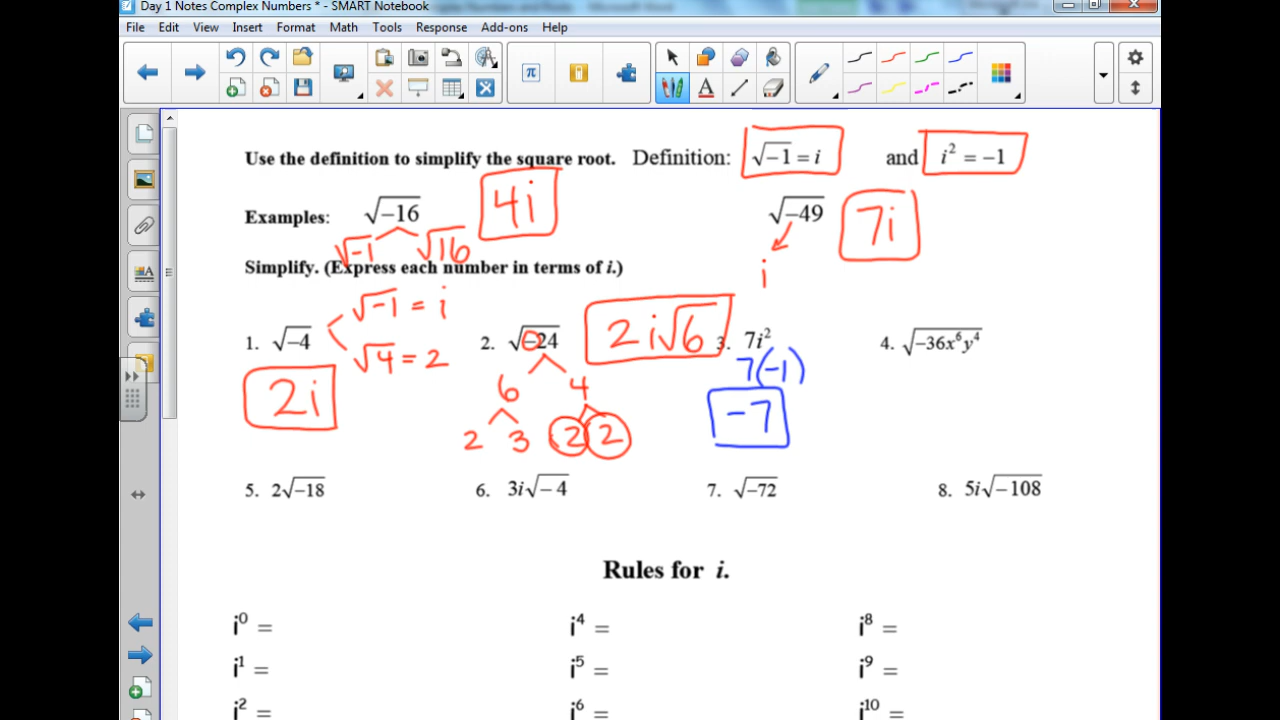 Day 1 Notes Complex Numbers * - SMART Notebook
File Edit View Insert Format Math Tools Response Add-ons Help
Use the definition to simplify the square root. Definition: √-1 = i and i² = -1
Examples: √-16 4i √-49 7i
√-1 √16
i
Simplify. (Express each number in terms of i.)
√-1 = i
1. √-4 2. √-24 2i√6 3. 7i² 4. √-36x⁶y⁴
√4 = 2
7(-1)
6 4
2i -7
2 3 2 2
5. 2√-18 6. 3i√-4 7. √-72 8. 5i√-108
Rules for i.
i⁰ = i⁴ = i⁸ =
i¹ = i⁵ = i⁹ =
i² = i⁶ = i¹⁰ =